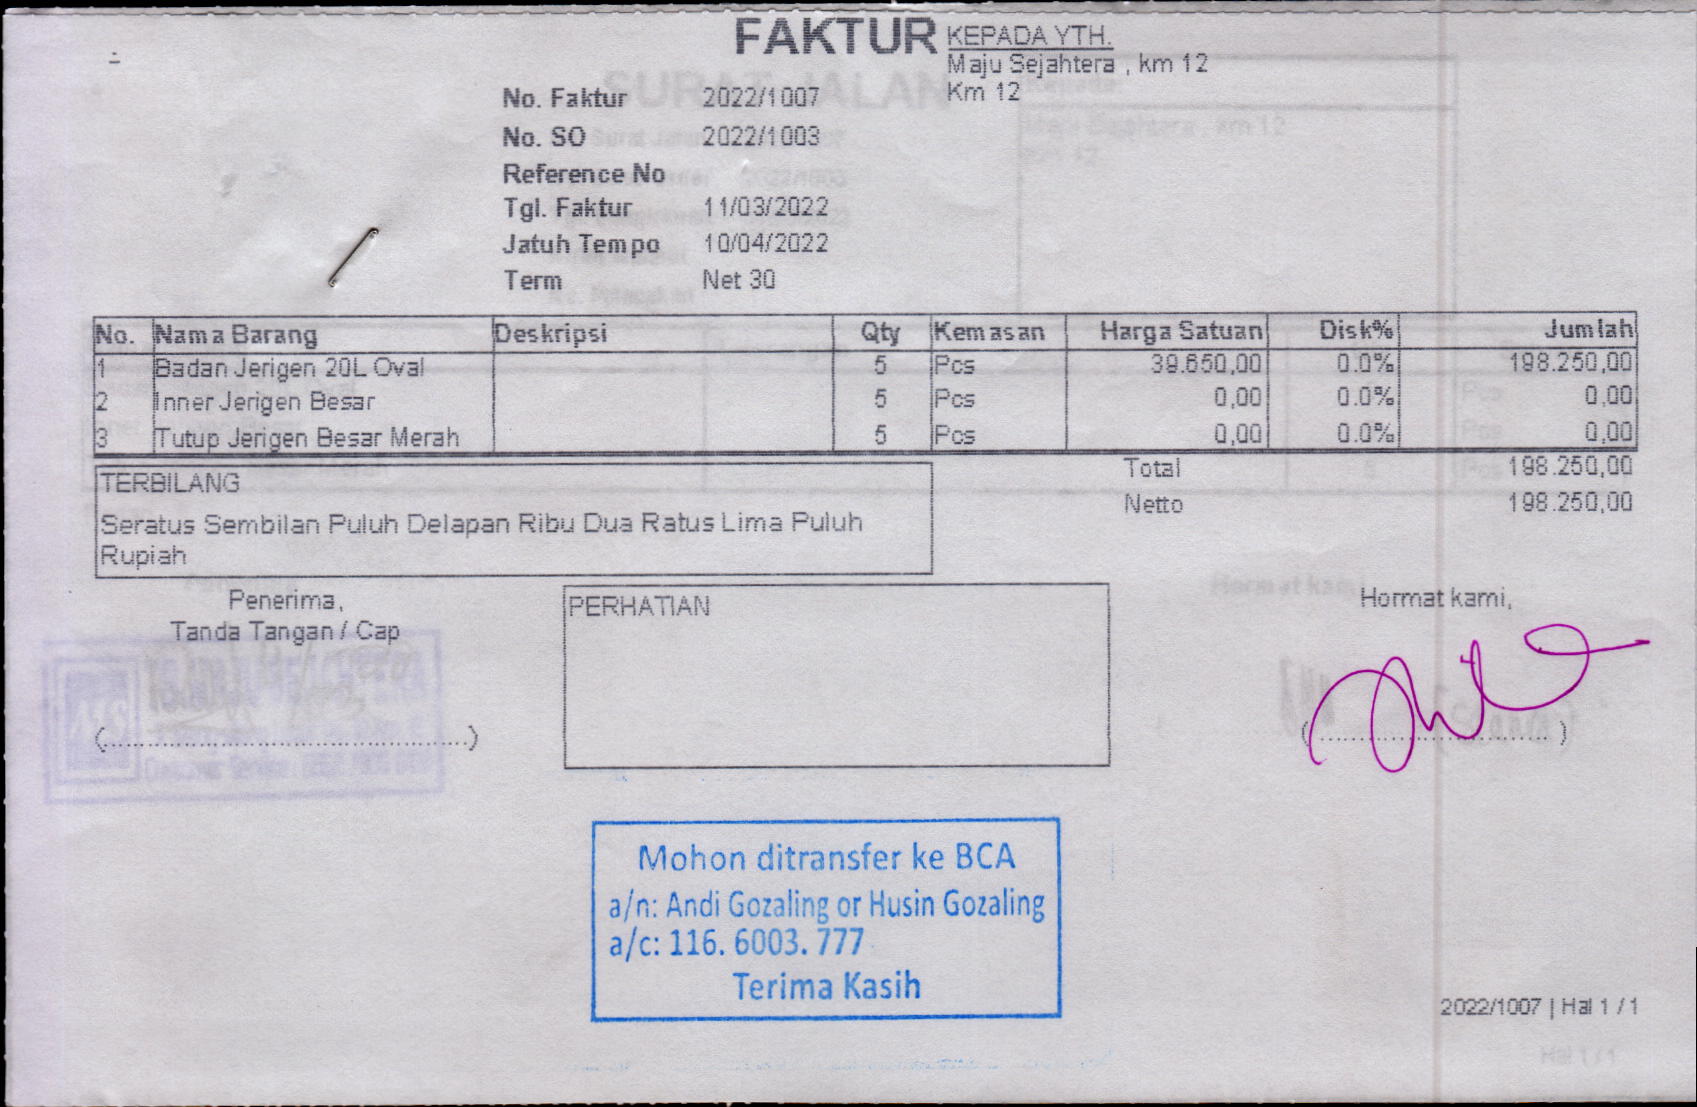 FAKTUR
KEPADA YTH.
Maju Sejahtera , km 12
Km 12
No. Faktur 2022/1007
No. SO 2022/1003
Reference No
Tgl. Faktur 11/03/2022
Jatuh Tempo 10/04/2022
Term Net 30
No. Nama Barang Deskripsi Qty Kemasan Harga Satuan Disk% Jumlah
1 Badan Jerigen 20L Oval 5 Pcs 39.650,00 0.0% 198.250,00
2 Inner Jerigen Besar 5 Pcs 0,00 0.0% 0,00
3 Tutup Jerigen Besar Merah 5 Pcs 0,00 0.0% 0,00
Total 198.250,00
Netto 198.250,00
TERBILANG
Seratus Sembilan Puluh Delapan Ribu Dua Ratus Lima Puluh
Rupiah
Penerima,
Tanda Tangan / Cap
PERHATIAN
Hormat kami,
(..............................................)
( .............................. )
Mohon ditransfer ke BCA
a/n: Andi Gozaling or Husin Gozaling
a/c: 116. 6003. 777
Terima Kasih
2022/1007 | Hal 1 / 1